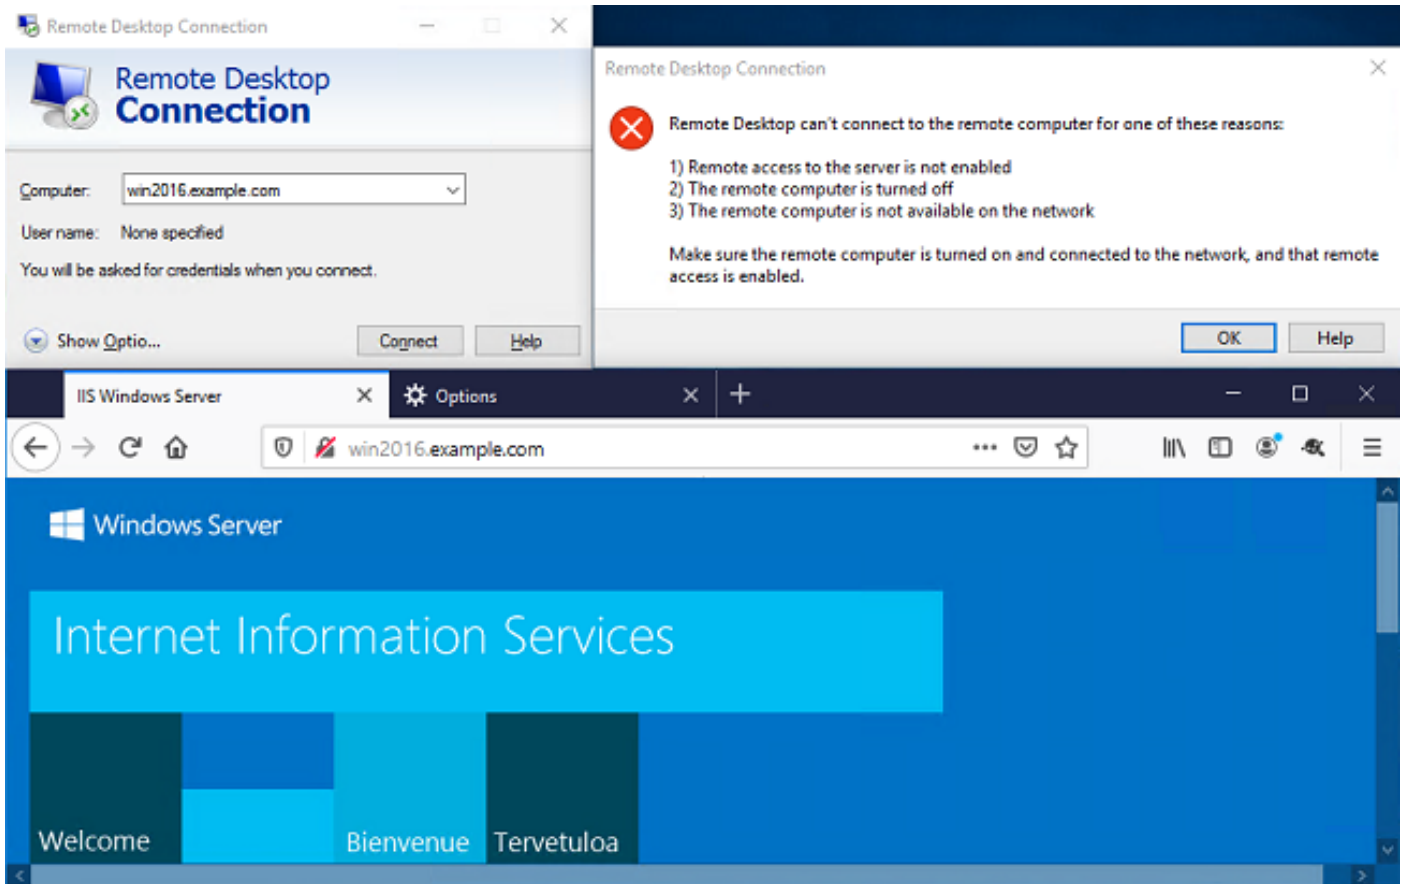 Remote Desktop Connection
Remote Desktop
Connection
Computer: win2016.example.com
User name: None specified
You will be asked for credentials when you connect.
Show Optio...
Connect Help
Remote Desktop Connection
Remote Desktop can't connect to the remote computer for one of these reasons:
1) Remote access to the server is not enabled
2) The remote computer is turned off
3) The remote computer is not available on the network
Make sure the remote computer is turned on and connected to the network, and that remote
access is enabled.
OK Help
IIS Windows Server
Options
win2016.example.com
Windows Server
Internet Information Services
Welcome
Bienvenue
Tervetuloa